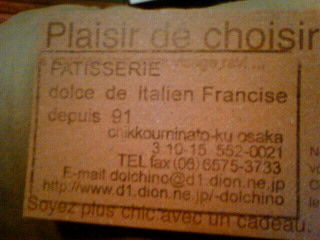 Plaisir de choisir
PATISSERIE
dolce de Italien Francise
depuis 91
chikkouminato-ku osaka
3 10-15 552-0021
TEL fax (06) 6575-3733
E-mail dolchino@d1.dion.ne.jp
http://www.d1.dion.ne.jp/-dolchino
Soyez plus chic avec un cadeau.